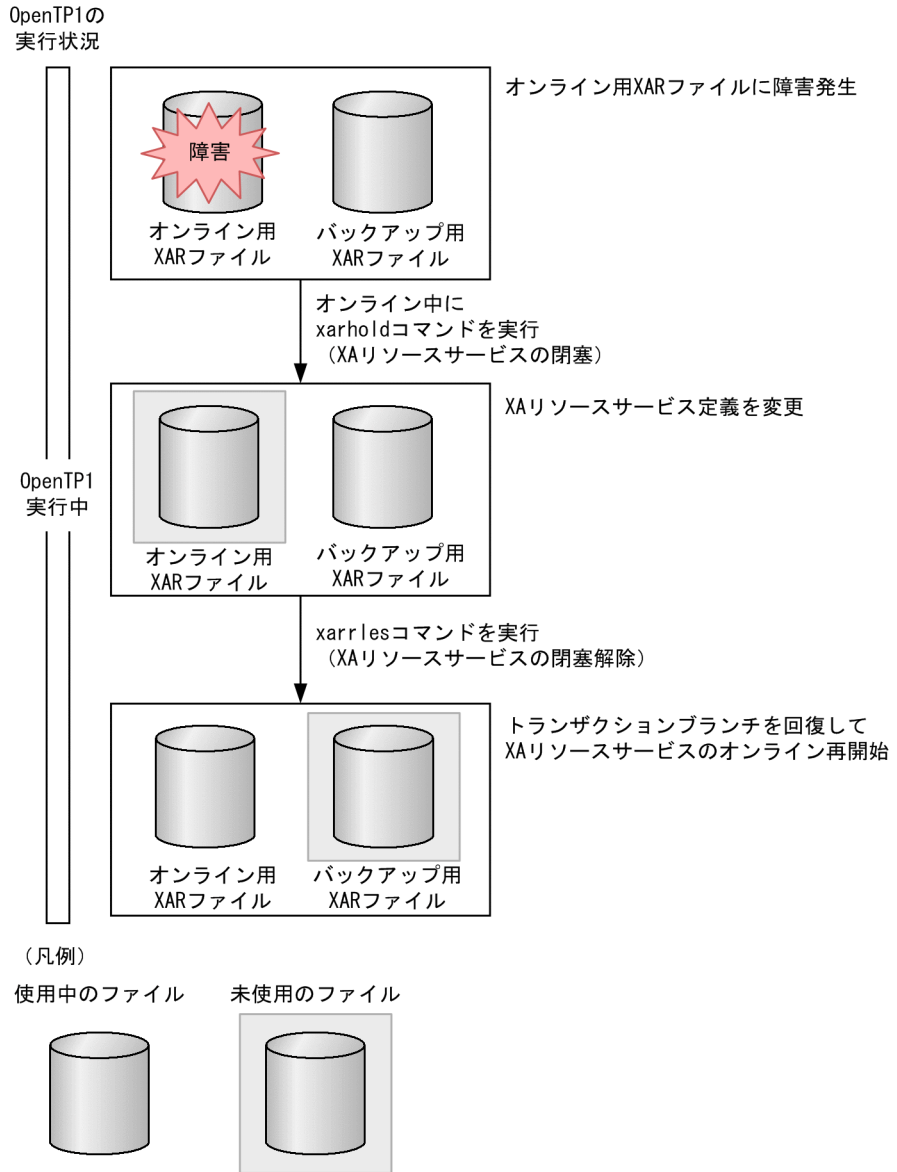 OpenTP1の
実行状況
オンライン用XARファイルに障害発生
障害
オンライン用
XARファイル
バックアップ用
XARファイル
オンライン中に
xarholdコマンドを実行
（XAリソースサービスの閉塞）
XAリソースサービス定義を変更
OpenTP1
実行中
オンライン用
XARファイル
バックアップ用
XARファイル
xarrlesコマンドを実行
（XAリソースサービスの閉塞解除）
トランザクションブランチを回復して
XAリソースサービスのオンライン再開始
オンライン用
XARファイル
バックアップ用
XARファイル
（凡例）
使用中のファイル
未使用のファイル